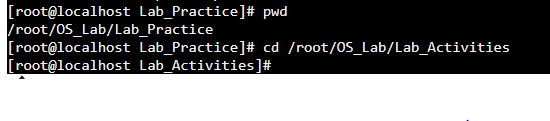 [root@localhost Lab_Practice]# pwd
/root/OS_Lab/Lab_Practice
[root@localhost Lab_Practice]# cd /root/OS_Lab/Lab_Activities
[root@localhost Lab_Activities]#